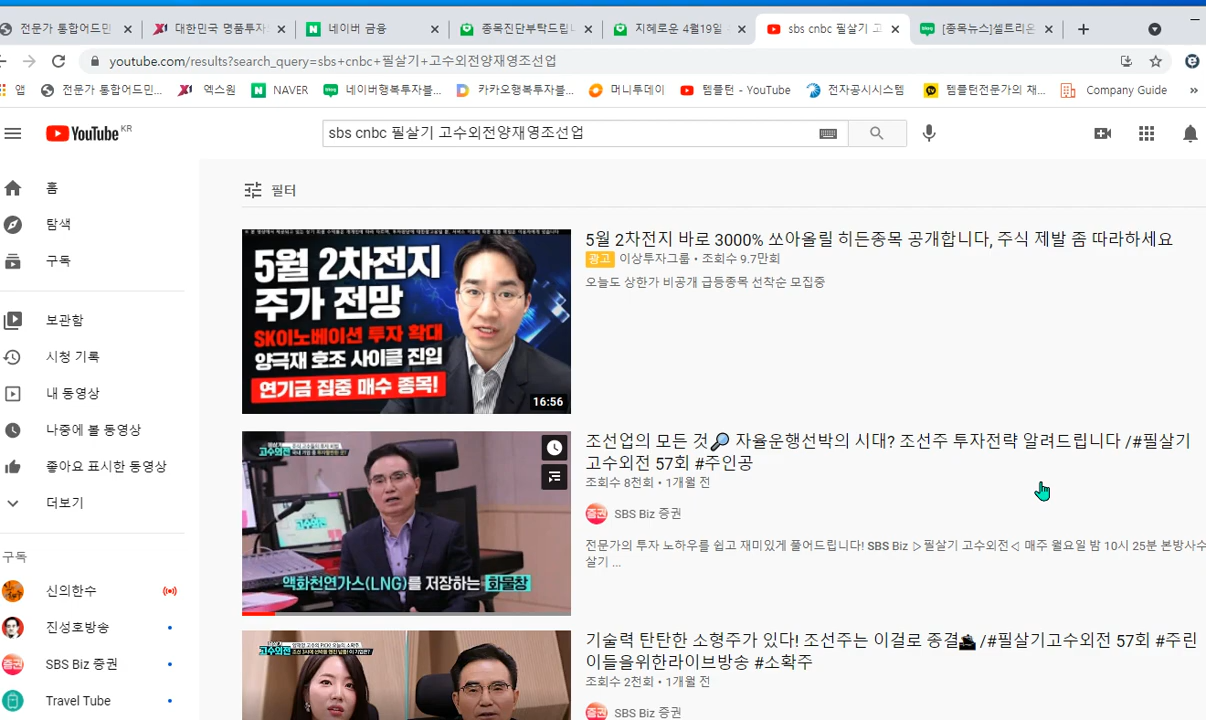 전문가 통합어드민
대한민국 명품투자
네이버 금융
종목진단부탁드립니
지혜로운 4월19일
sbs cnbc 필살기 고
[종목뉴스]셀트리온
youtube.com/results?search_query=sbs+cnbc+필살기+고수외전양재영조선업
앱
전문가 통합어드민...
엑스원
NAVER
네이버행복투자블...
카카오행복투자블...
머니투데이
템플턴 - YouTube
전자공시시스템
템플턴전문가의 재...
Company Guide
YouTube KR
sbs cnbc 필살기 고수외전양재영조선업
홈
탐색
구독
보관함
시청 기록
내 동영상
나중에 볼 동영상
좋아요 표시한 동영상
더보기
구독
신의한수
진성호방송
SBS Biz 증권
Travel Tube
필터
5월 2차전지
주가 전망
SK이노베이션 투자 확대
양극재 호조 사이클 진입
연기금 집중 매수 종목!
16:56
5월 2차전지 바로 3000% 쏘아올릴 히든종목 공개합니다, 주식 제발 좀 따라하세요
광고 이상투자그룹 • 조회수 9.7만회
오늘도 상한가 비공개 급등종목 선착순 모집중
고수외전
액화천연가스(LNG)를 저장하는 화물창
조선업의 모든 것🔎 자율운행선박의 시대? 조선주 투자전략 알려드립니다 /#필살기
고수외전 57회 #주인공
조회수 8천회 • 1개월 전
증권 SBS Biz 증권
전문가의 투자 노하우를 쉽고 재미있게 풀어드립니다! SBS Biz ▷필살기 고수외전◁ 매주 월요일 밤 10시 25분 본방사수
살기 ...
고수외전
기술력 탄탄한 소형주가 있다! 조선주는 이걸로 종결 /#필살기고수외전 57회 #주린
이들을위한라이브방송 #소확주
조회수 2천회 • 1개월 전
증권 SBS Biz 증권